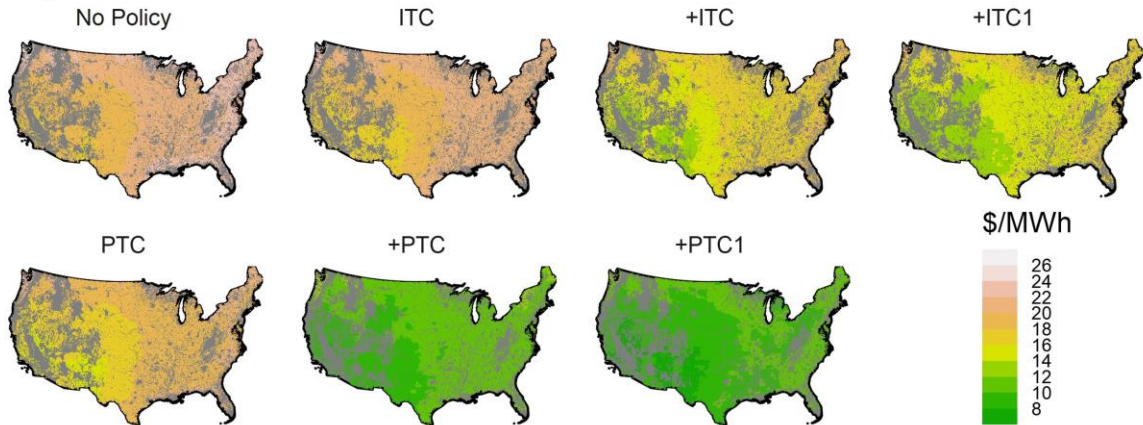 No Policy
ITC
+ITC
+ITC1
PTC
+PTC
+PTC1
$/MWh
26
24
22
20
18
16
14
12
10
8